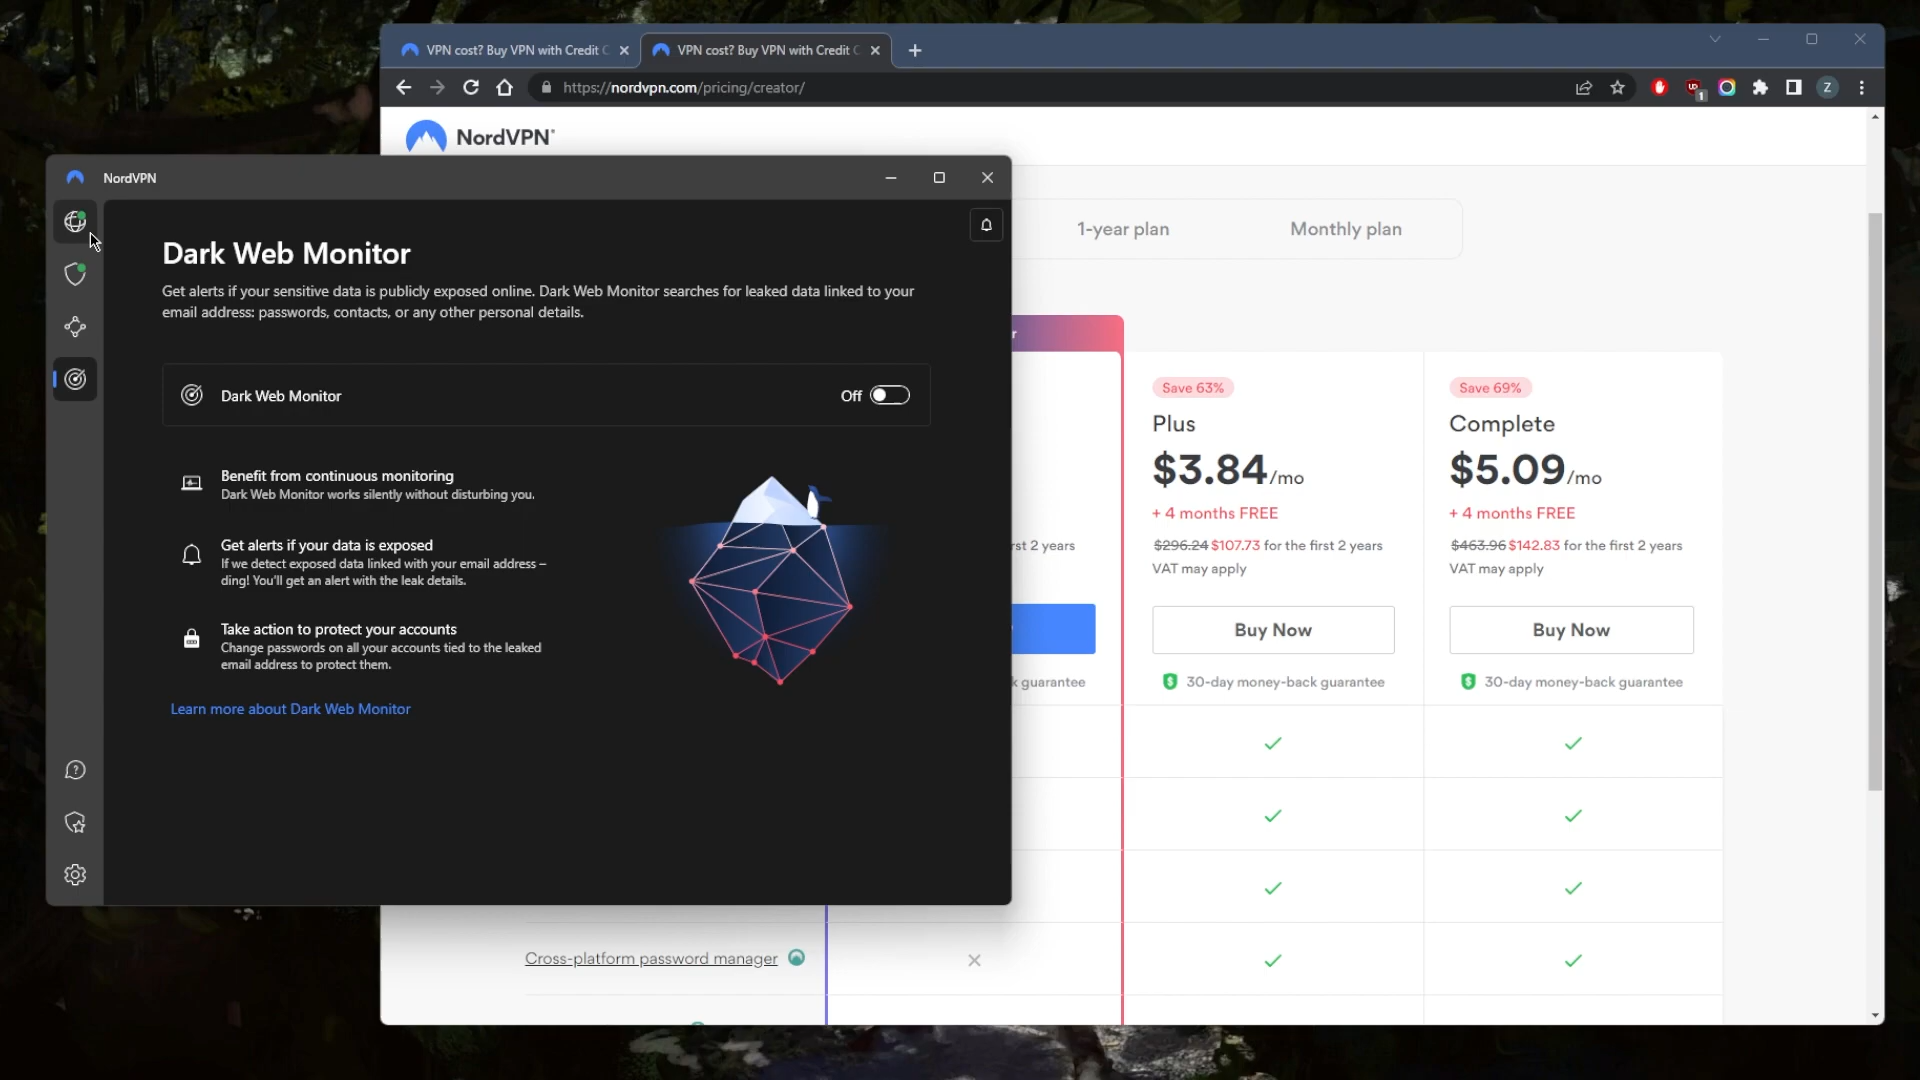 VPN cost? Buy VPN with Credit
VPN cost? Buy VPN with Credit
https://nordvpn.com/pricing/creator/
1
Z
NordVPN®
NordVPN
Dark Web Monitor
Get alerts if your sensitive data is publicly exposed online. Dark Web Monitor searches for leaked data linked to your
email address: passwords, contacts, or any other personal details.
Dark Web Monitor
Off
Benefit from continuous monitoring
Dark Web Monitor works silently without disturbing you.
Get alerts if your data is exposed
If we detect exposed data linked with your email address –
ding! You'll get an alert with the leak details.
Take action to protect your accounts
Change passwords on all your accounts tied to the leaked
email address to protect them.
Learn more about Dark Web Monitor
1-year plan
Monthly plan
rst 2 years
k guarantee
Save 63%
Plus
$3.84/mo
+ 4 months FREE
$296.24 $107.73 for the first 2 years
VAT may apply
Buy Now
30-day money-back guarantee
Save 69%
Complete
$5.09/mo
+ 4 months FREE
$463.96 $142.83 for the first 2 years
VAT may apply
Buy Now
30-day money-back guarantee
Cross-platform password manager